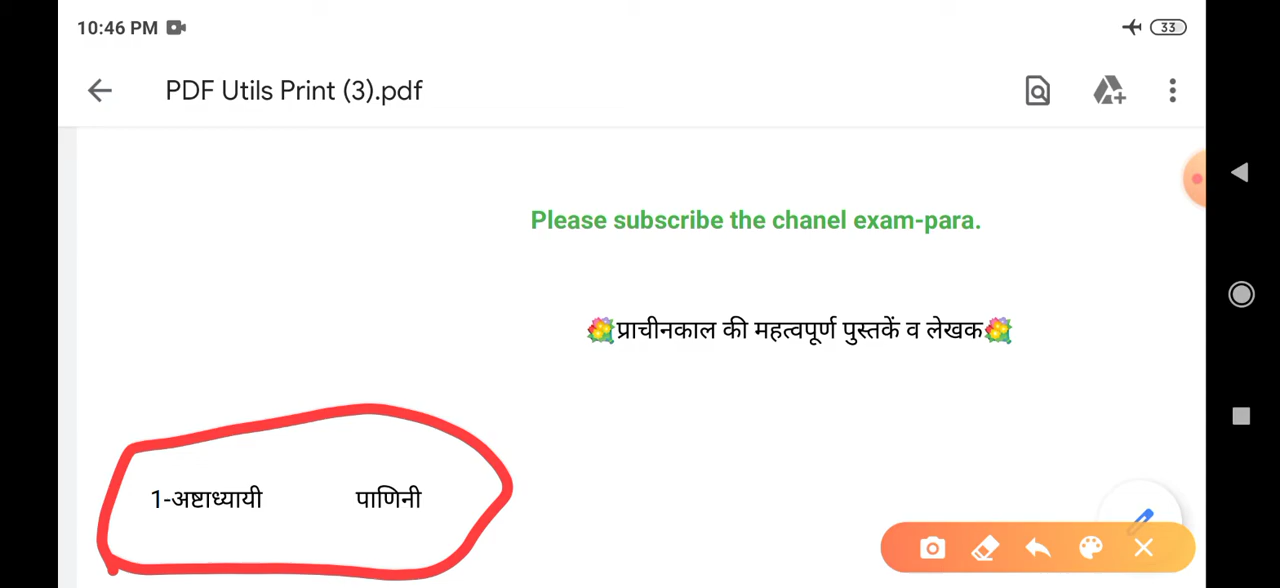 10:46 PM
33
PDF Utils Print (3).pdf
Please subscribe the chanel exam-para.
प्राचीनकाल की महत्वपूर्ण पुस्तकें व लेखक
1-अष्टाध्यायी पाणिनी